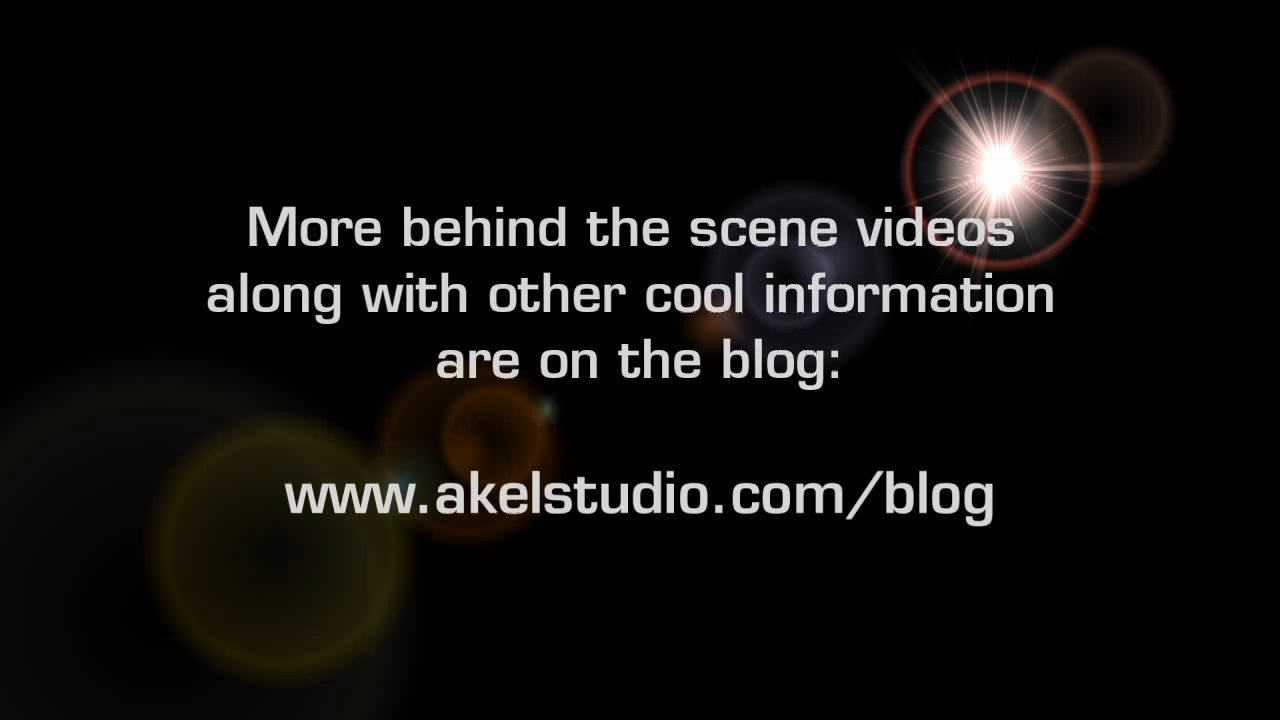 More behind the scene videos
along with other cool information
are on the blog:
www.akelstudio.com/blog